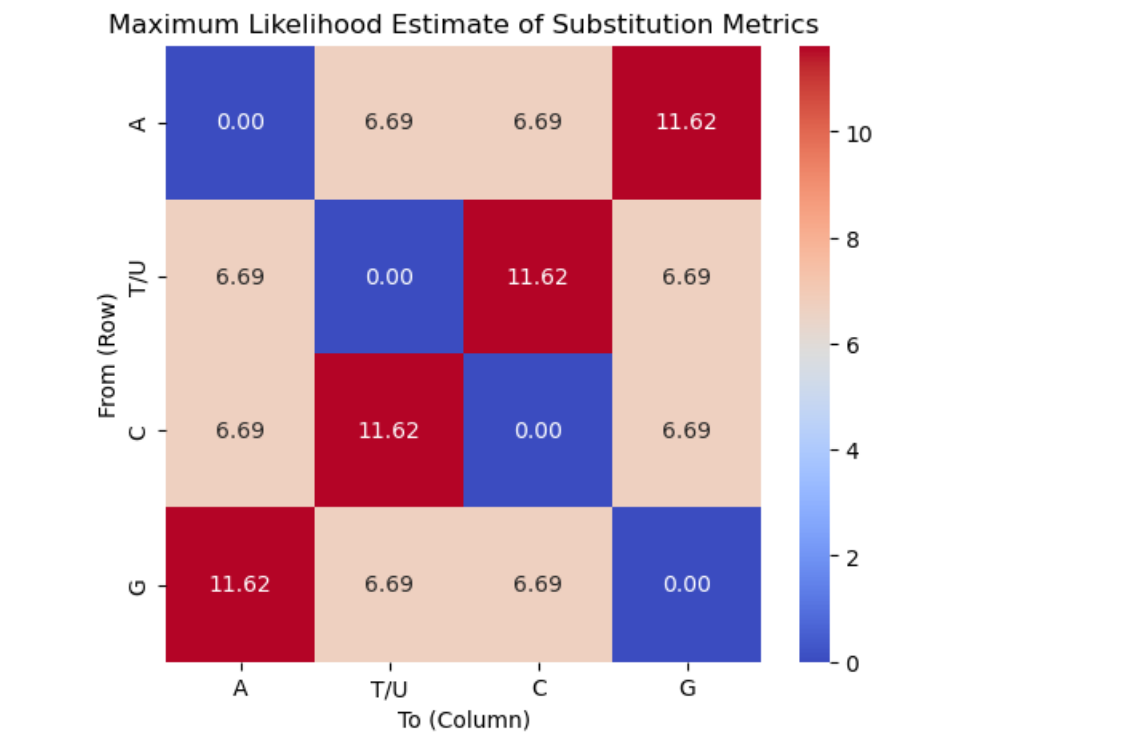 Maximum Likelihood Estimate of Substitution Metrics
A 0.00 6.69 6.69 11.62
T/U 6.69 0.00 11.62 6.69
C 6.69 11.62 0.00 6.69
G 11.62 6.69 6.69 0.00
From (Row)
A T/U C G
To (Column)
10
8
6
4
2
0